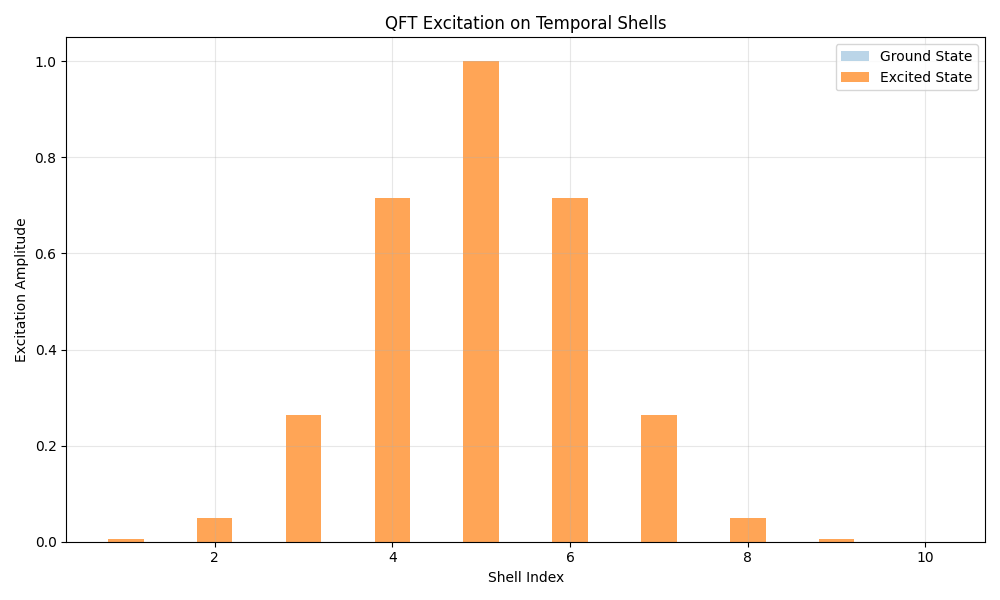 QFT Excitation on Temporal Shells
Ground State
Excited State
Excitation Amplitude
1.0
0.8
0.6
0.4
0.2
0.0
2 4 6 8 10
Shell Index